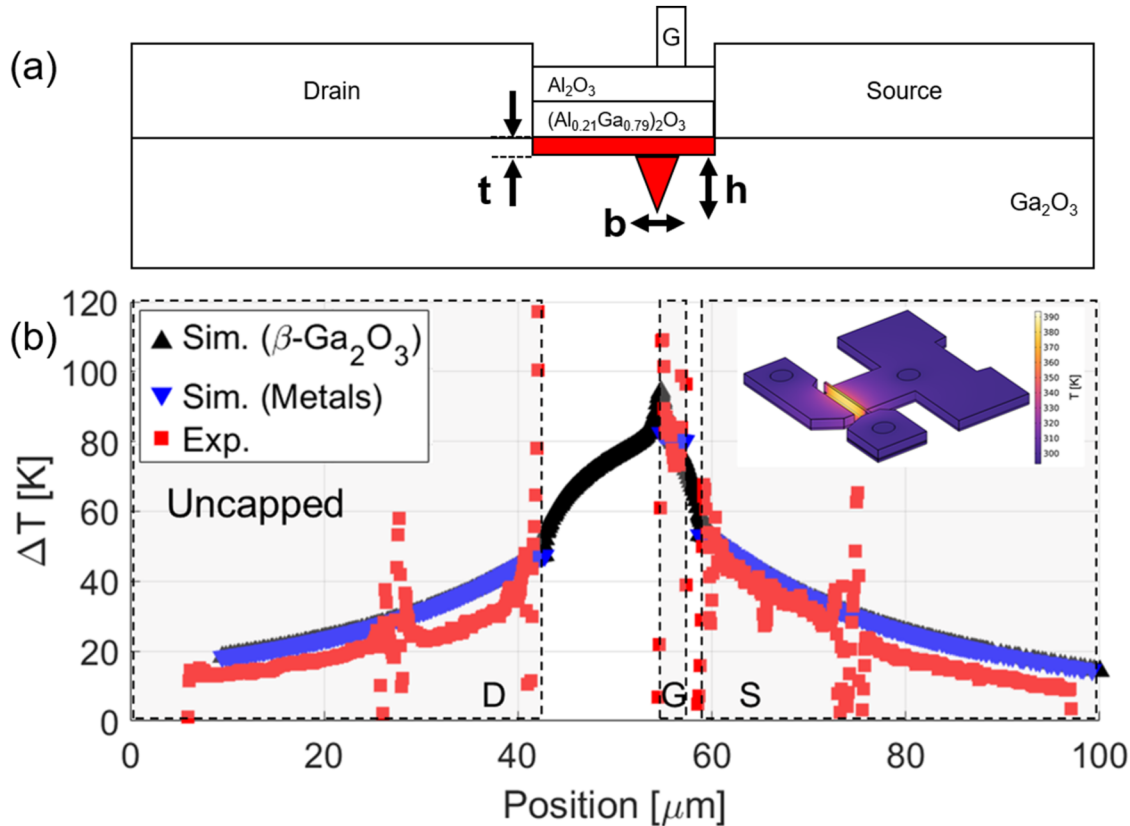 (a)
G
Drain
Al₂O₃
Source
(Al₀.₂₁Ga₀.₇₉)₂O₃
t
h
b
Ga₂O₃
(b)
120
100
80
60
40
20
0
ΔT [K]
▲ Sim. (β-Ga₂O₃)
▼ Sim. (Metals)
■ Exp.
Uncapped
390
380
370
360
350
340
330
320
310
300
T [K]
D
G
S
0 20 40 60 80 100
Position [μm]